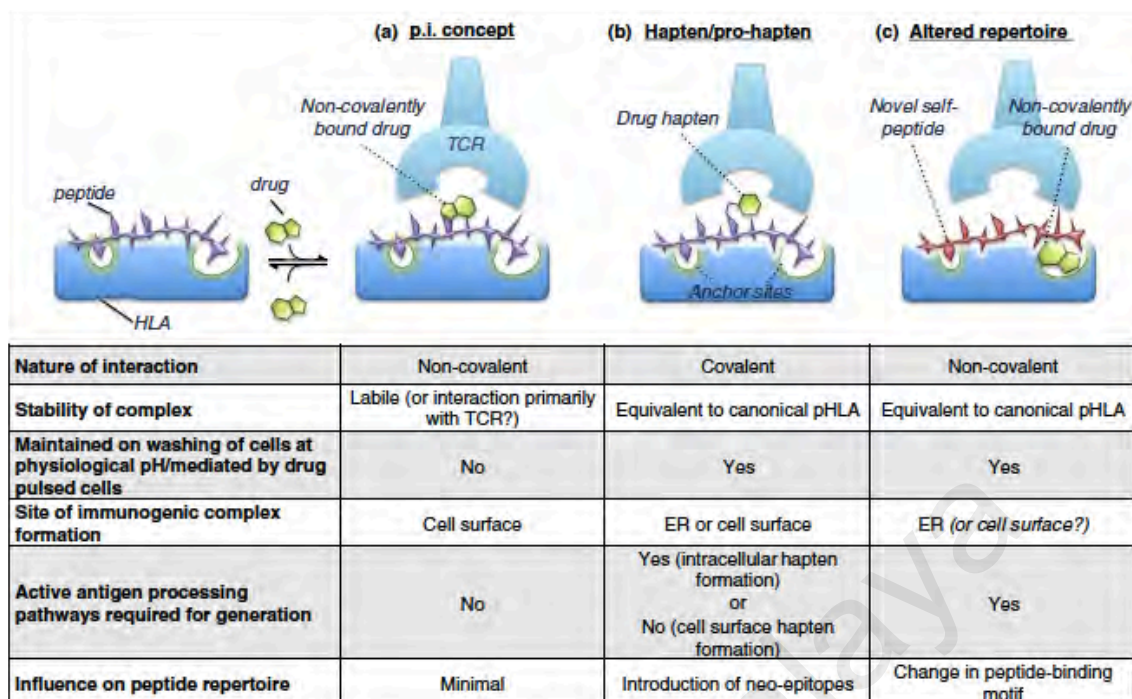 (a) p.i. concept
(b) Hapten/pro-hapten
(c) Altered repertoire
Non-covalently
bound drug
TCR
Drug hapten
Novel self-
peptide
Non-covalently
bound drug
peptide
drug
HLA
Anchor sites
Nature of interaction
Non-covalent
Covalent
Non-covalent
Stability of complex
Labile (or interaction primarily
with TCR?)
Equivalent to canonical pHLA
Equivalent to canonical pHLA
Maintained on washing of cells at
physiological pH/mediated by drug
pulsed cells
No
Yes
Yes
Site of immunogenic complex
formation
Cell surface
ER or cell surface
ER (or cell surface?)
Active antigen processing
pathways required for generation
No
Yes (intracellular hapten
formation)
or
No (cell surface hapten
formation)
Yes
Influence on peptide repertoire
Minimal
Introduction of neo-epitopes
Change in peptide-binding
motif